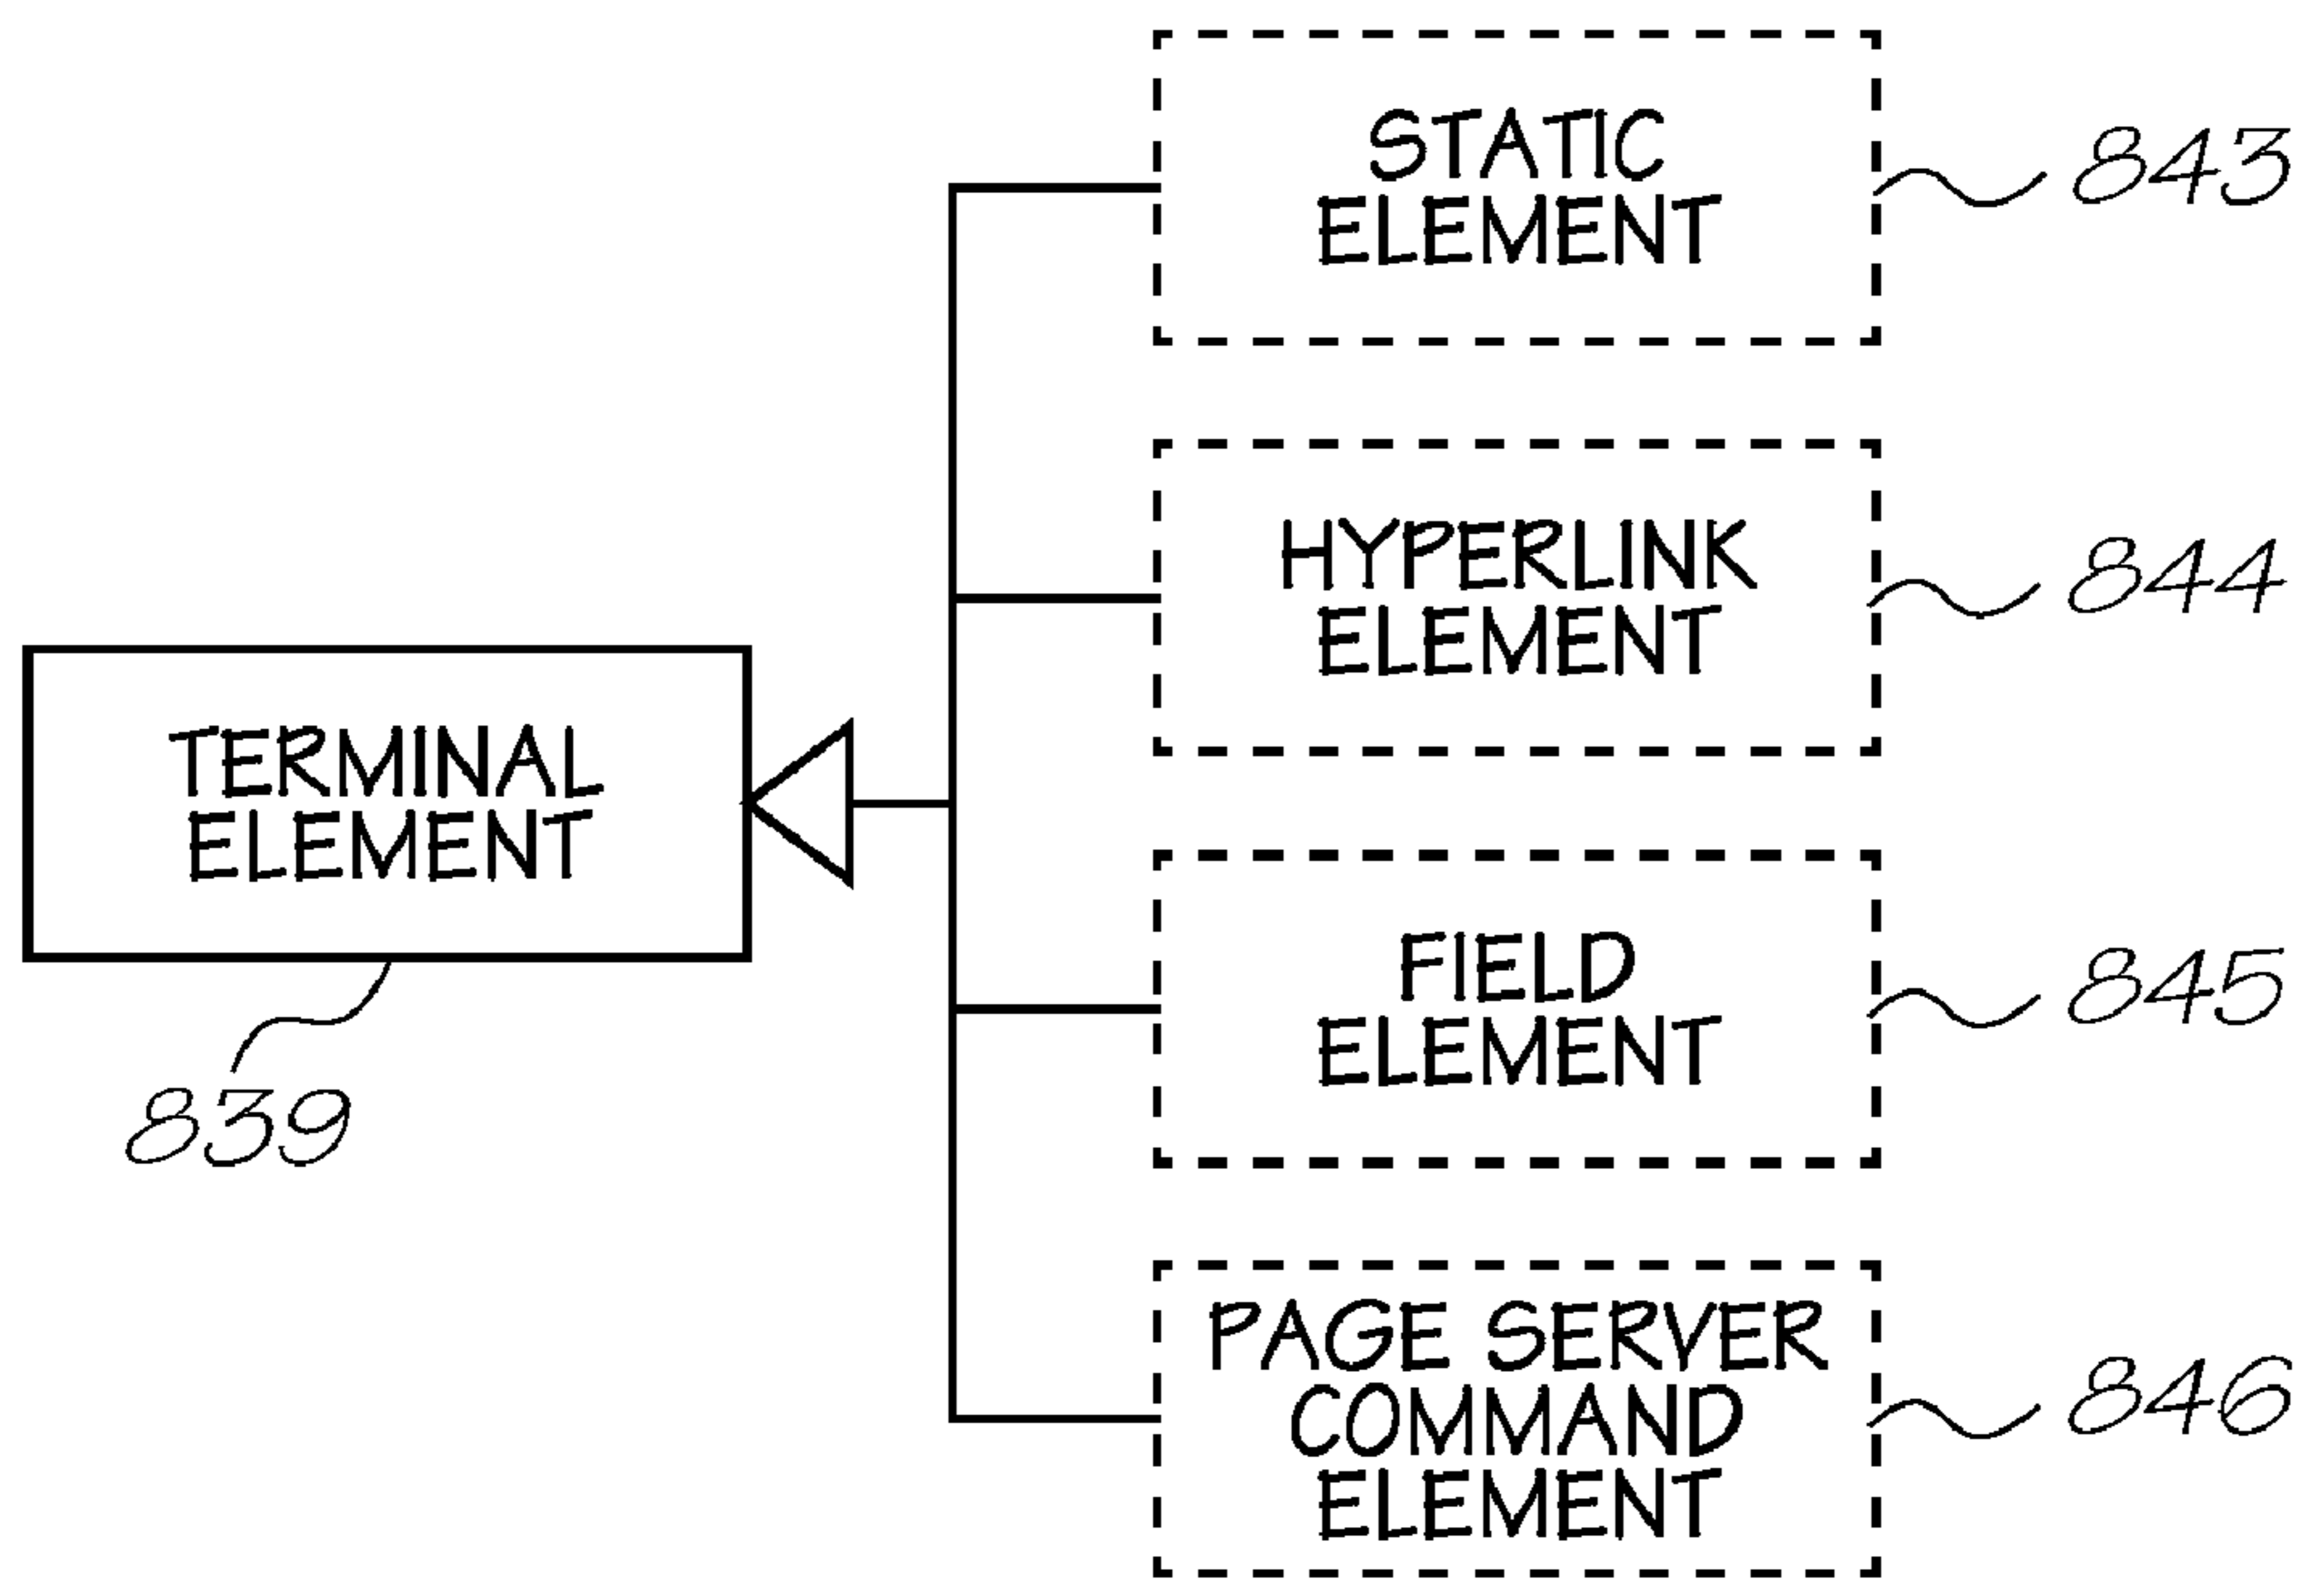 STATIC
ELEMENT
843
HYPERLINK
ELEMENT
844
TERMINAL
ELEMENT
839
FIELD
ELEMENT
845
PAGE SERVER
COMMAND
ELEMENT
846